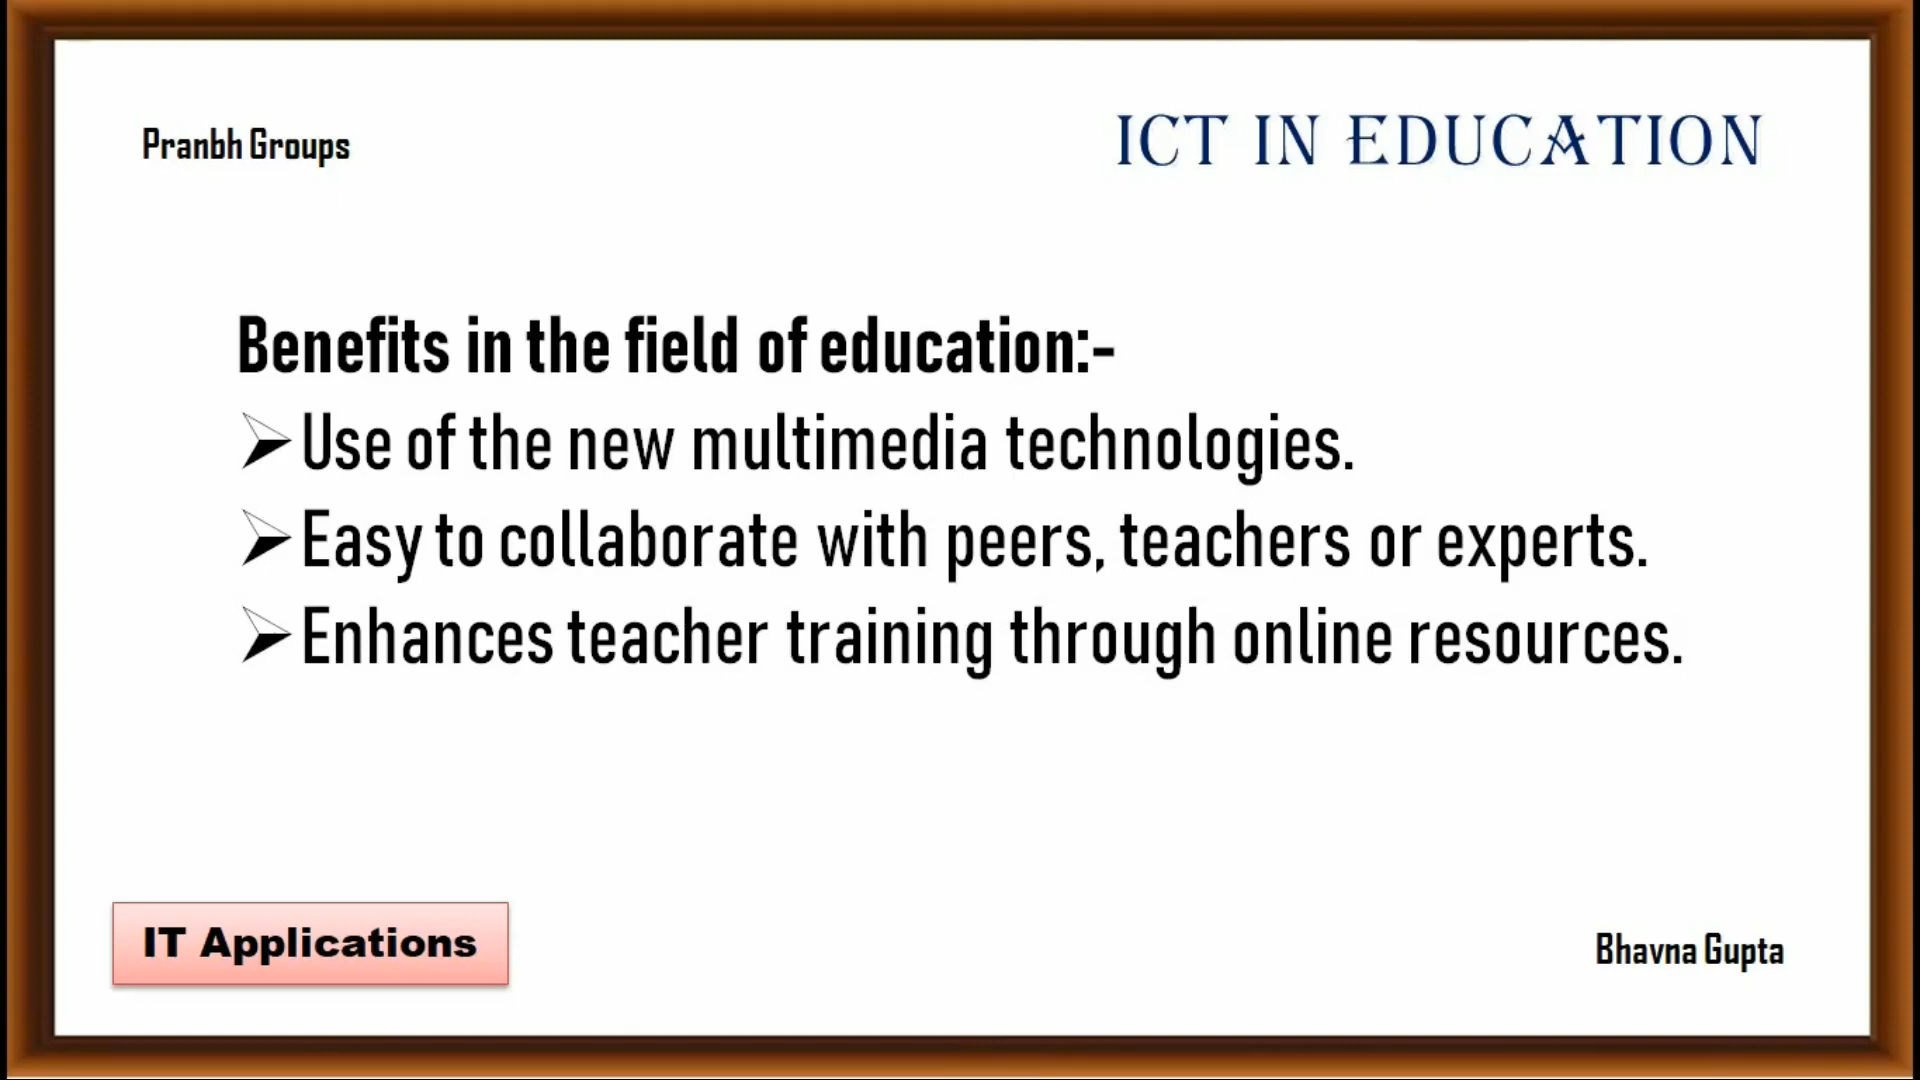 Pranbh Groups
ICT IN EDUCATION
Benefits in the field of education:-
➢Use of the new multimedia technologies.
➢Easy to collaborate with peers, teachers or experts.
➢Enhances teacher training through online resources.
IT Applications
Bhavna Gupta